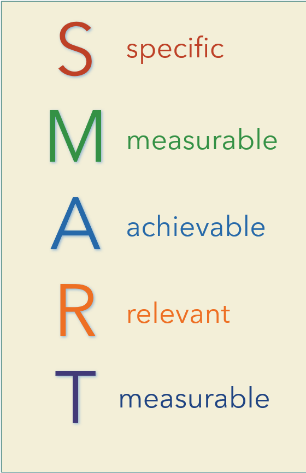 S specific
M measurable
A achievable
R relevant
T measurable